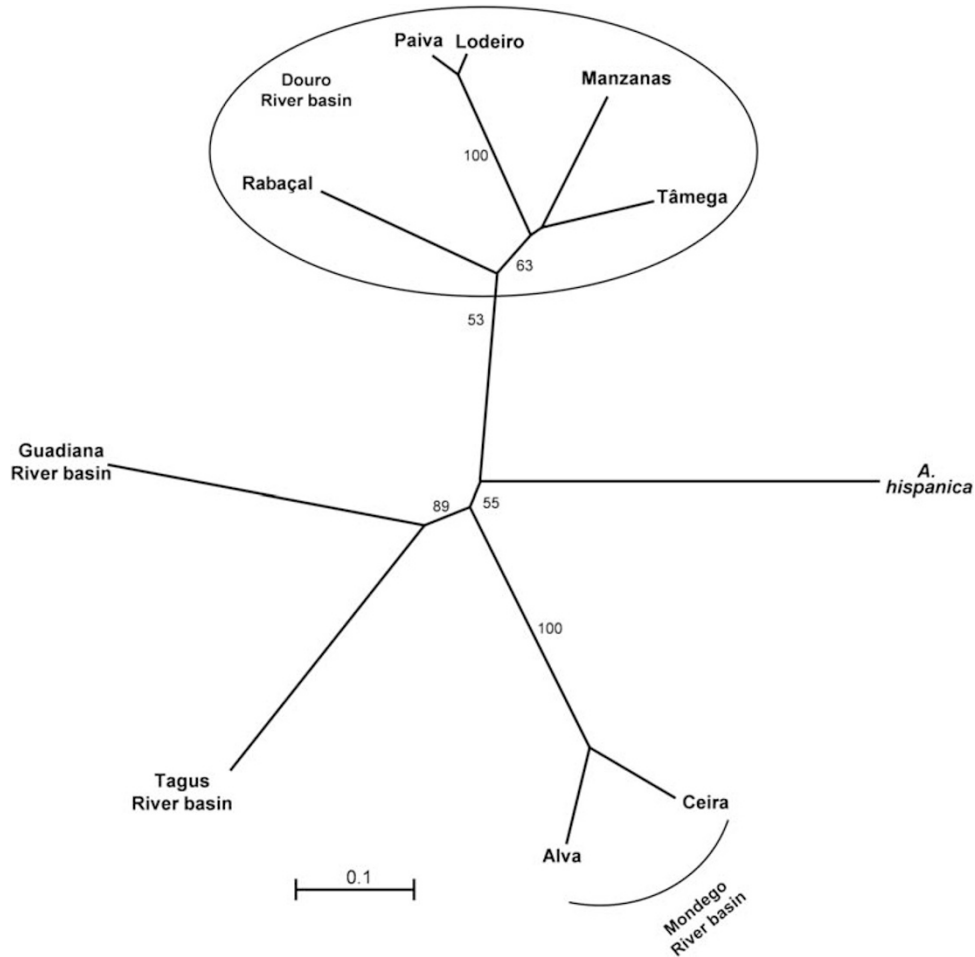 Paiva Lodeiro
Douro
River basin
Manzanas
100
Rabaçal
Tâmega
63
53
Guadiana
River basin
A.
hispanica
89
55
100
Tagus
River basin
Ceira
Alva
0.1
Mondego
River basin